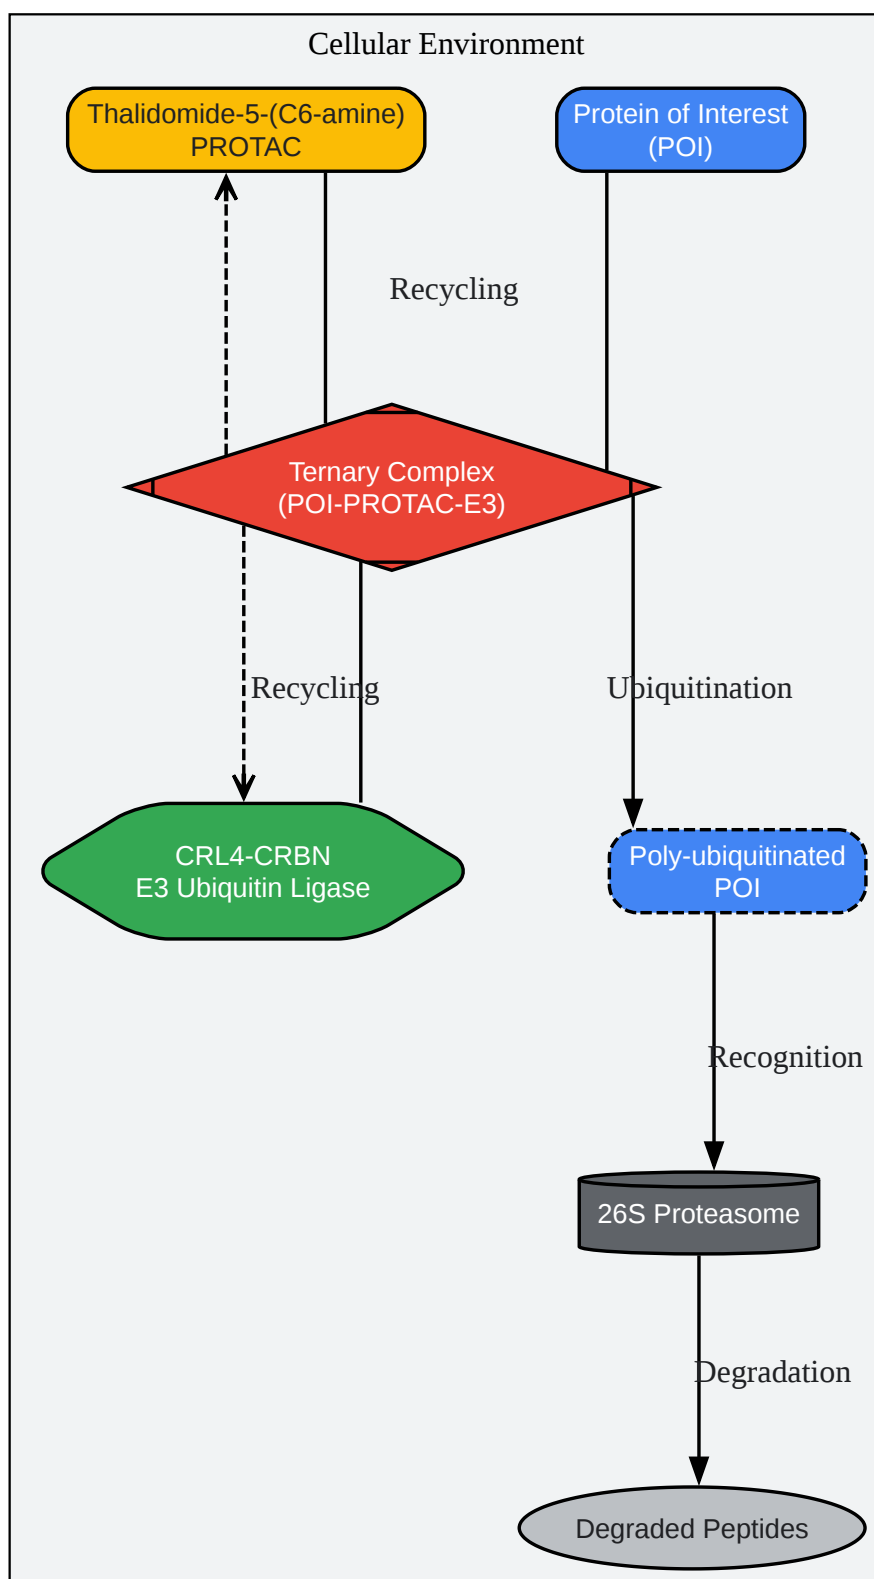 Cellular Environment
Thalidomide-5-(C6-amine)
PROTAC
Protein of Interest
(POI)
Recycling
Ternary Complex
(POI-PROTAC-E3)
Recycling
Ubiquitination
CRL4-CRBN
E3 Ubiquitin Ligase
Poly-ubiquitinated
POI
Recognition
26S Proteasome
Degradation
Degraded Peptides